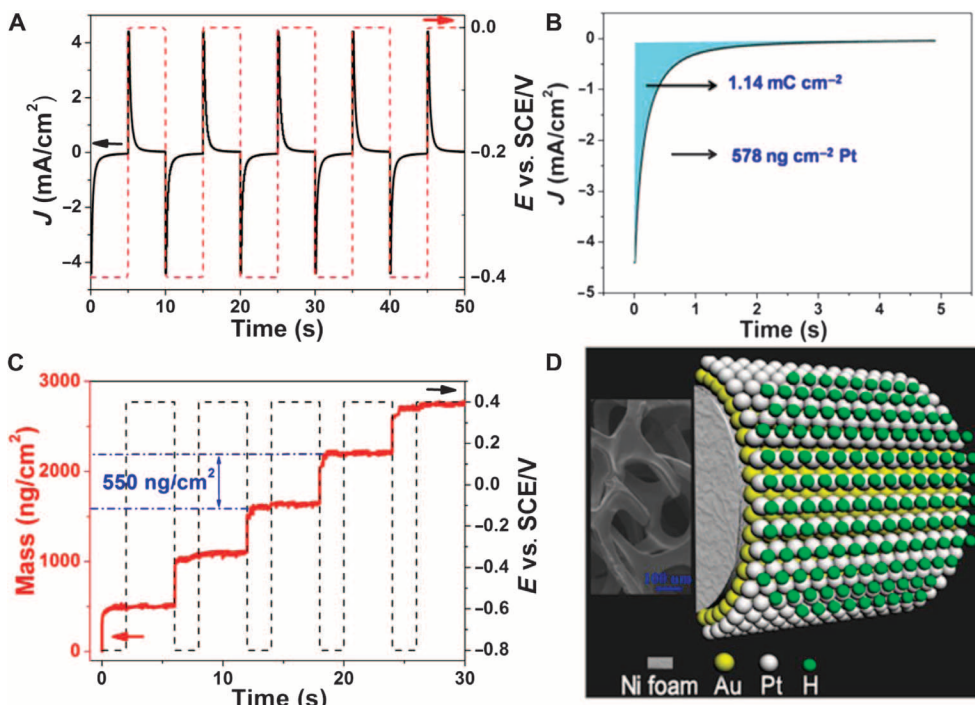 A
4
2
0
−2
−4
J (mA/cm²)
0.0
−0.2
−0.4
E vs. SCE/V
0 10 20 30 40 50
Time (s)
B
0
−1
−2
−3
−4
−5
J (mA/cm²)
1.14 mC cm⁻²
578 ng cm⁻² Pt
0 1 2 3 4 5
Time (s)
C
3000
2000
1000
0
Mass (ng/cm²)
550 ng/cm²
0.4
0.2
0.0
−0.2
−0.4
−0.6
−0.8
E vs. SCE/V
0 10 20 30
Time (s)
D
Ni foam Au Pt H